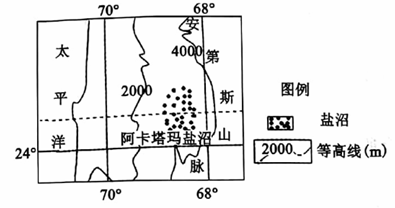 70° 68°
太平洋
安第斯山脉
4000
2000
阿卡塔玛盐沼
24°
70° 68°
图例
盐沼
2000 等高线(m)